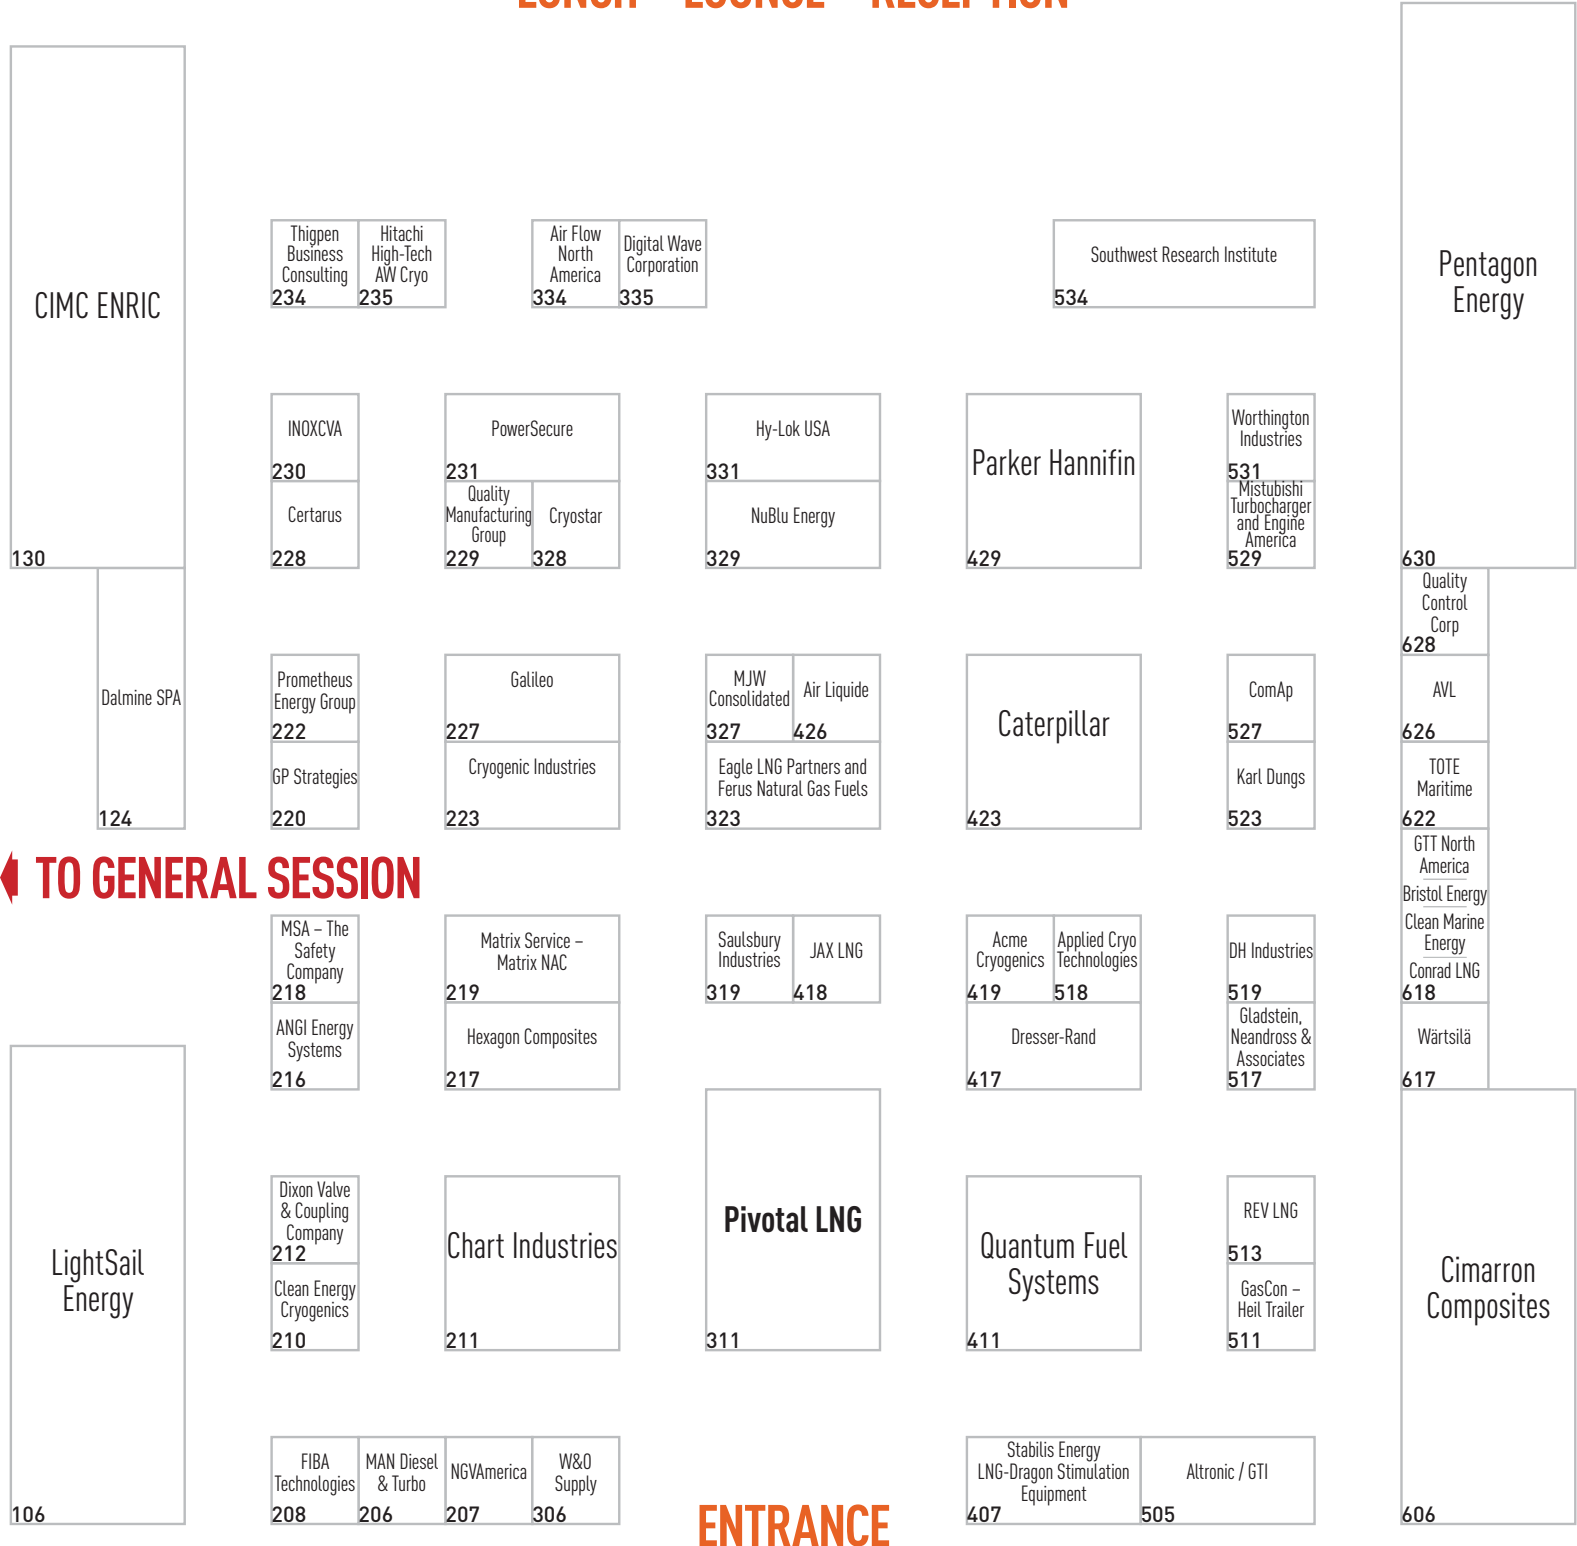 LUNCH – LOUNGE – RECEPTION
CIMC ENRIC
130
Thigpen
Business
Consulting
234
Hitachi
High-Tech
AW Cryo
235
Air Flow
North
America
334
Digital Wave
Corporation
335
Southwest Research Institute
534
Pentagon
Energy
630
INOXCVA
230
PowerSecure
231
Hy-Lok USA
331
Parker Hannifin
429
Worthington
Industries
531
Certarus
228
Quality
Manufacturing
Group
229
Cryostar
328
NuBlu Energy
329
Mistubishi
Turbocharger
and Engine
America
529
Quality
Control
Corp
628
Dalmine SPA
124
Prometheus
Energy Group
222
Galileo
227
MJW
Consolidated
327
Air Liquide
426
Caterpillar
423
ComAp
527
AVL
626
GP Strategies
220
Cryogenic Industries
223
Eagle LNG Partners and
Ferus Natural Gas Fuels
323
Karl Dungs
523
TOTE
Maritime
622
TO GENERAL SESSION
GTT North
America
Bristol Energy
Clean Marine
Energy
Conrad LNG
618
MSA – The
Safety
Company
218
Matrix Service –
Matrix NAC
219
Saulsbury
Industries
319
JAX LNG
418
Acme
Cryogenics
419
Applied Cryo
Technologies
518
DH Industries
519
ANGI Energy
Systems
216
Hexagon Composites
217
Dresser-Rand
417
Gladstein,
Neandross &
Associates
517
Wärtsilä
617
LightSail
Energy
106
Dixon Valve
& Coupling
Company
212
Chart Industries
211
Pivotal LNG
311
Quantum Fuel
Systems
411
REV LNG
513
Cimarron
Composites
606
Clean Energy
Cryogenics
210
GasCon –
Heil Trailer
511
FIBA
Technologies
208
MAN Diesel
& Turbo
206
NGVAmerica
207
W&O
Supply
306
ENTRANCE
Stabilis Energy
LNG-Dragon Stimulation
Equipment
407
Altronic / GTI
505